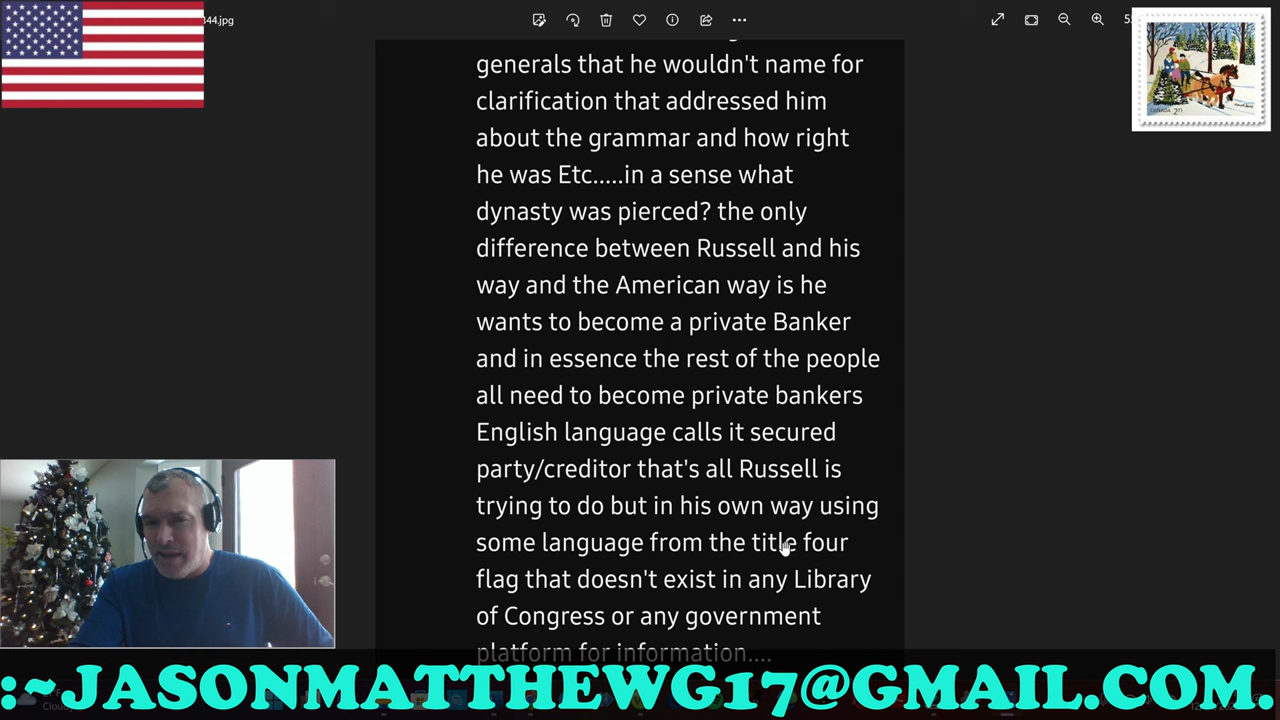 44.jpg
generals that he wouldn't name for
clarification that addressed him
about the grammar and how right
he was Etc.....in a sense what
dynasty was pierced? the only
difference between Russell and his
way and the American way is he
wants to become a private Banker
and in essence the rest of the people
all need to become private bankers
English language calls it secured
party/creditor that's all Russell is
trying to do but in his own way using
some language from the title four
flag that doesn't exist in any Library
of Congress or any government
platform for information....
CANADA
:~JASONMATTHEWG17@GMAIL.COM.